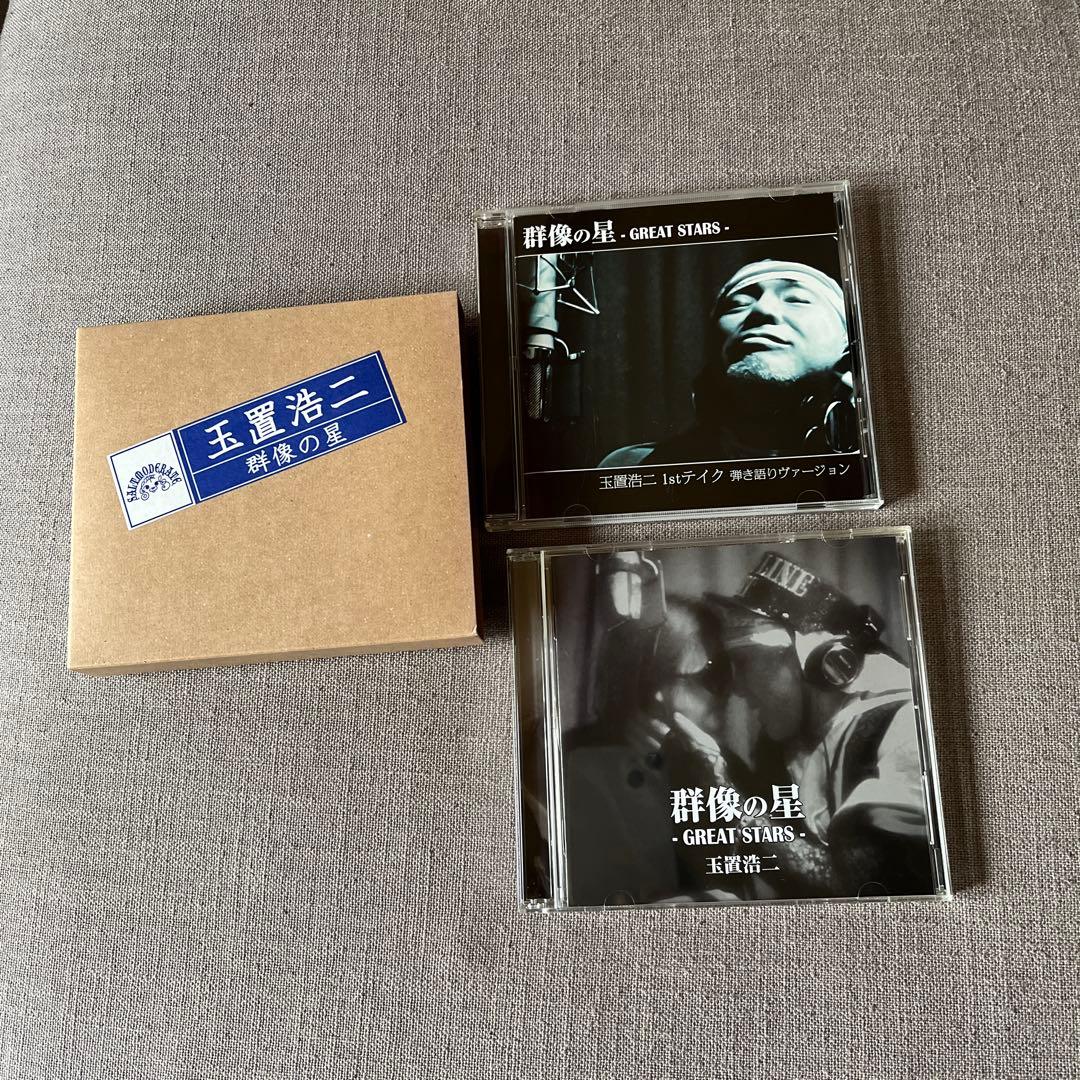 玉置浩二
群像の星
SALTMODERATE
群像の星 - GREAT STARS -
玉置浩二 1stテイク 弾き語りヴァージョン
LINE
群像の星
- GREAT STARS -
玉置浩二